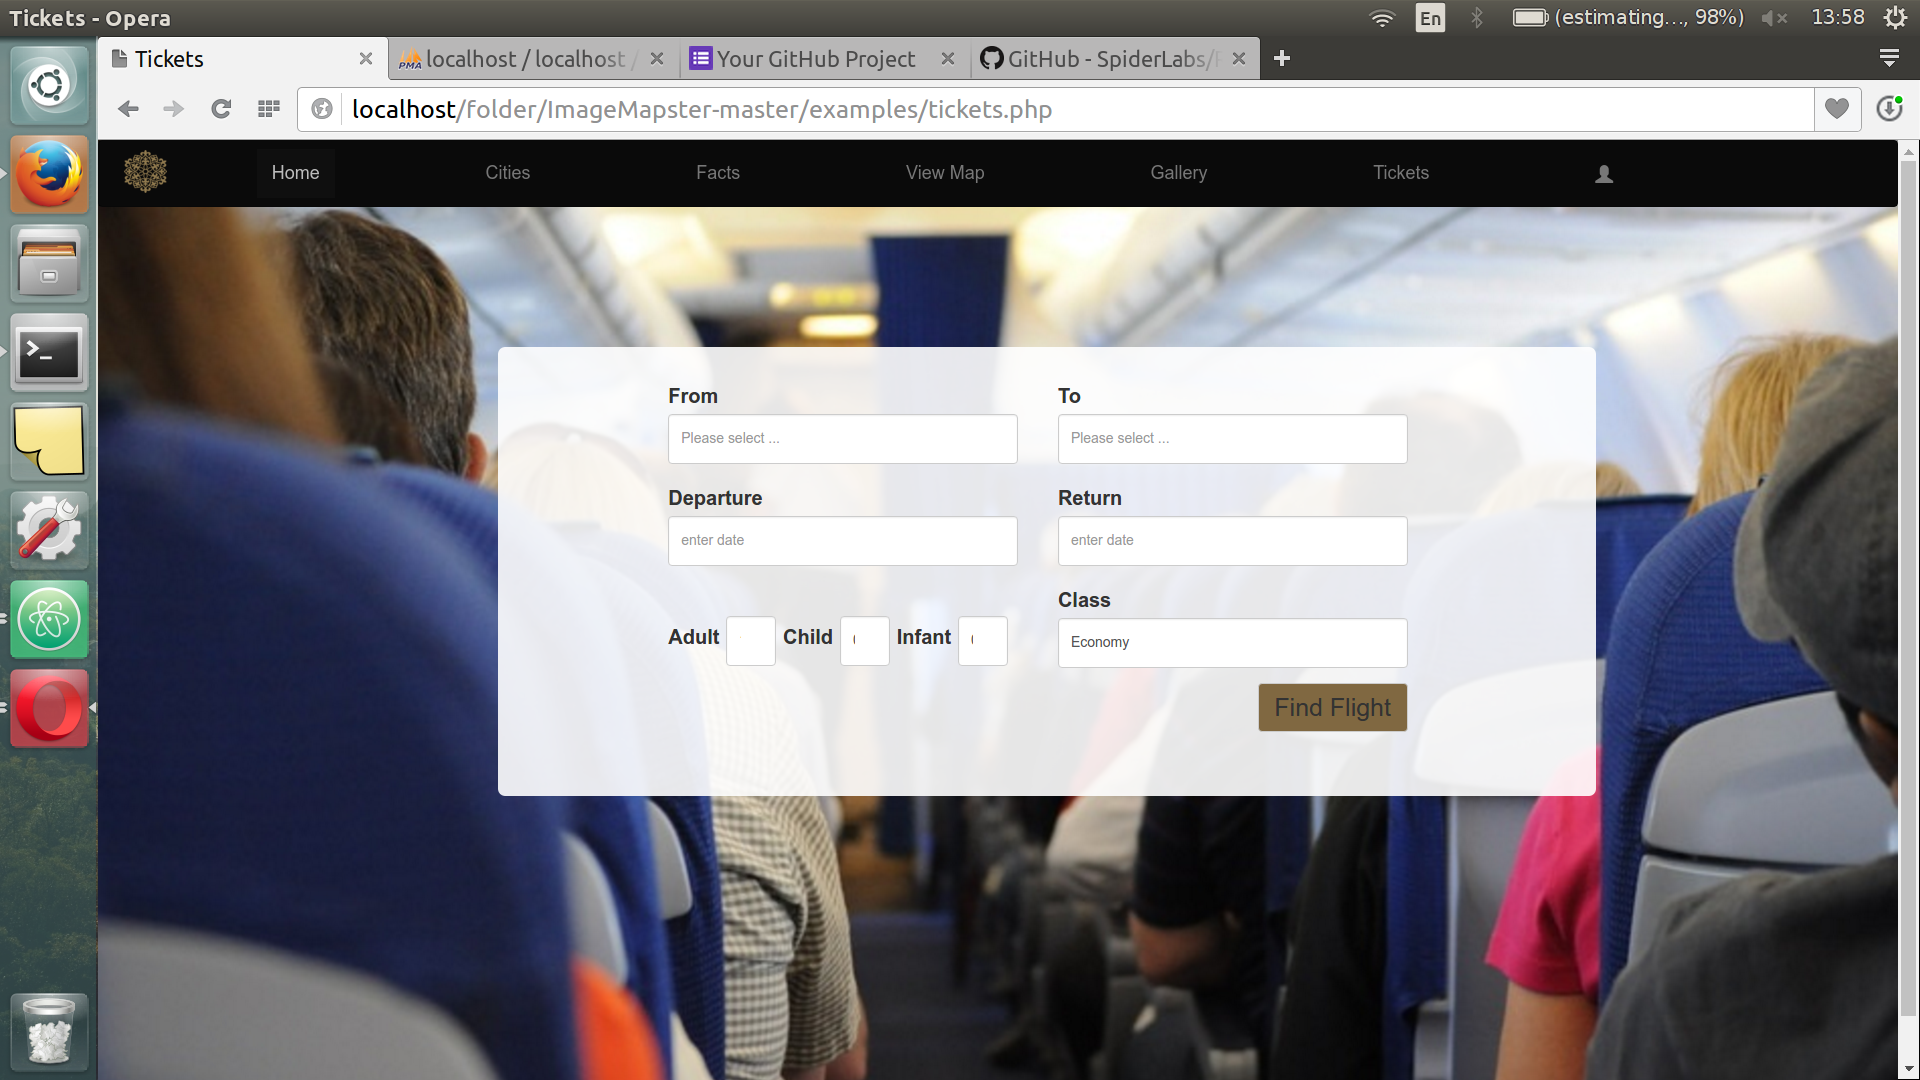 Tickets - Opera
En
(estimating..., 98%)
13:58
Tickets
PMA
localhost / localhost /
Your GitHub Project
GitHub - SpiderLabs/
localhost/folder/ImageMapster-master/examples/tickets.php
Home
Cities
Facts
View Map
Gallery
Tickets
From
To
Please select ...
Please select ...
Departure
Return
enter date
enter date
Class
Adult
Child
Infant
Economy
Find Flight